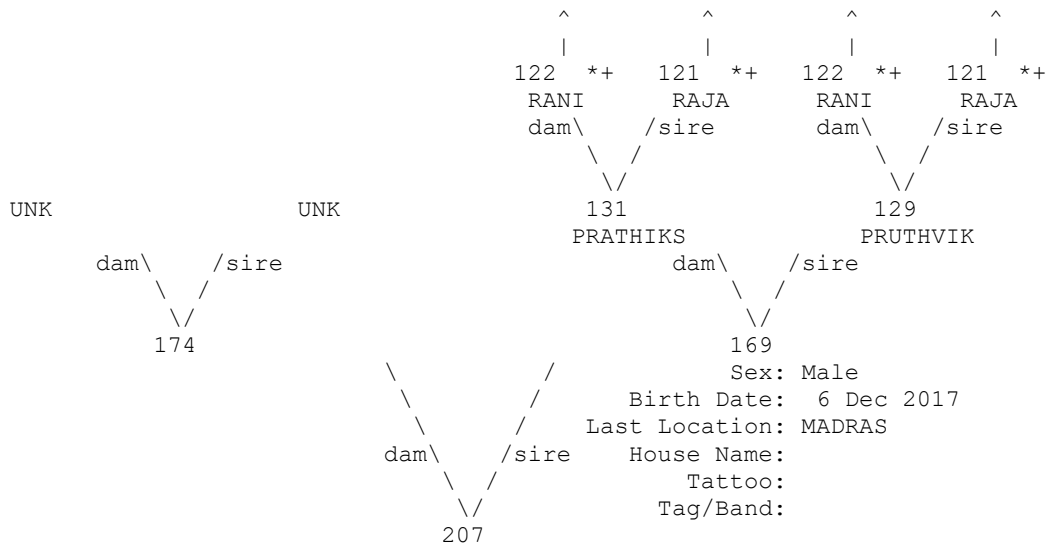 ^ ^ ^ ^
| | | |
122 *+ 121 *+ 122 *+ 121 *+
RANI RAJA RANI RAJA
dam\ /sire dam\ /sire
\ / \ /
\/ \/
UNK UNK 131 129
PRATHIKS PRUTHVIK
dam\ /sire dam\ /sire
\ / \ /
\/ \/
174 169
\ / Sex: Male
\ / Birth Date: 6 Dec 2017
\ / Last Location: MADRAS
dam\ /sire House Name:
\ / Tattoo:
\/ Tag/Band:
207